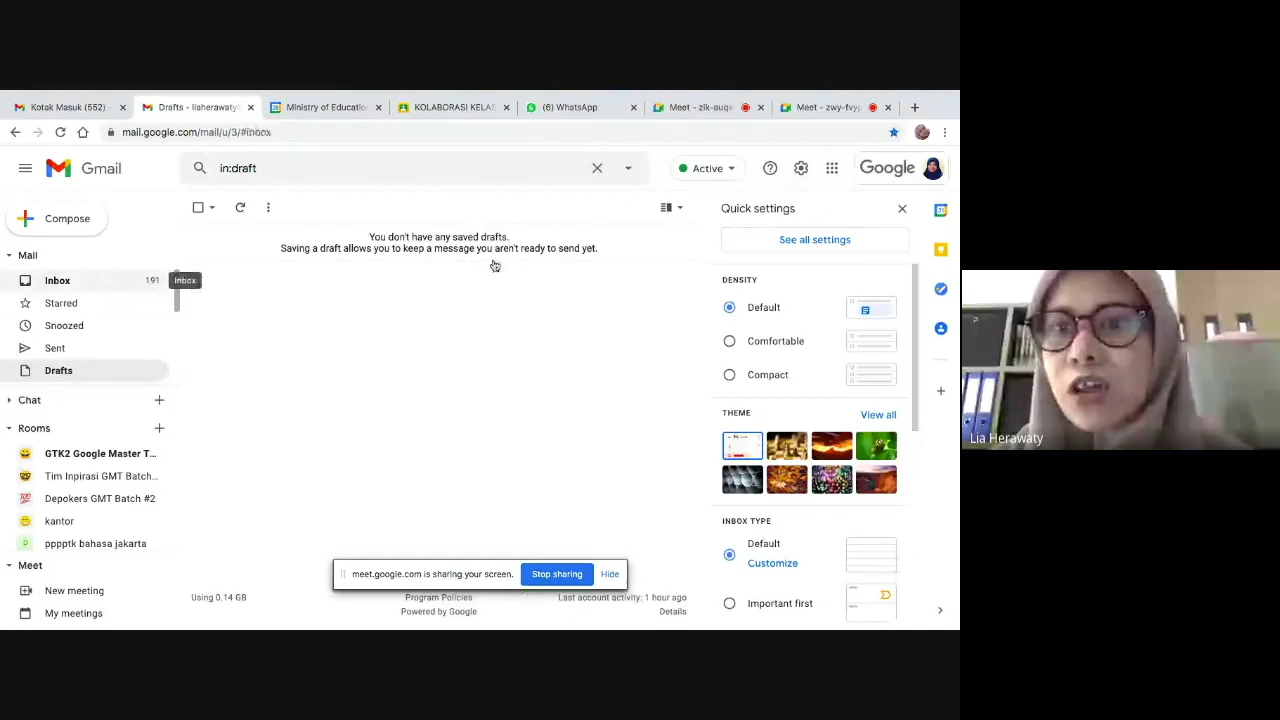 Kotak Masuk (552)
Drafts - liaherawatys
Ministry of Educatio
KOLABORASI KELAS
(6) WhatsApp
Meet - zik-auqx
Meet - zwy-fvyp
mail.google.com/mail/u/3/#inbox
Gmail
in:draft
Active
Google
Compose
You don't have any saved drafts.
Saving a draft allows you to keep a message you aren't ready to send yet.
Quick settings
See all settings
Mail
Inbox 191
Inbox
Starred
Snoozed
Sent
Drafts
Chat
Rooms
GTK2 Google Master T...
Tim Inpirasi GMT Batch...
Depokers GMT Batch #2
kantor
pppptk bahasa jakarta
Meet
New meeting
My meetings
DENSITY
Default
Comfortable
Compact
THEME
View all
INBOX TYPE
Default
Customize
Important first
meet.google.com is sharing your screen.
Stop sharing
Hide
Using 0.14 GB
Program Policies
Powered by Google
Last account activity: 1 hour ago
Details
Lia Herawaty